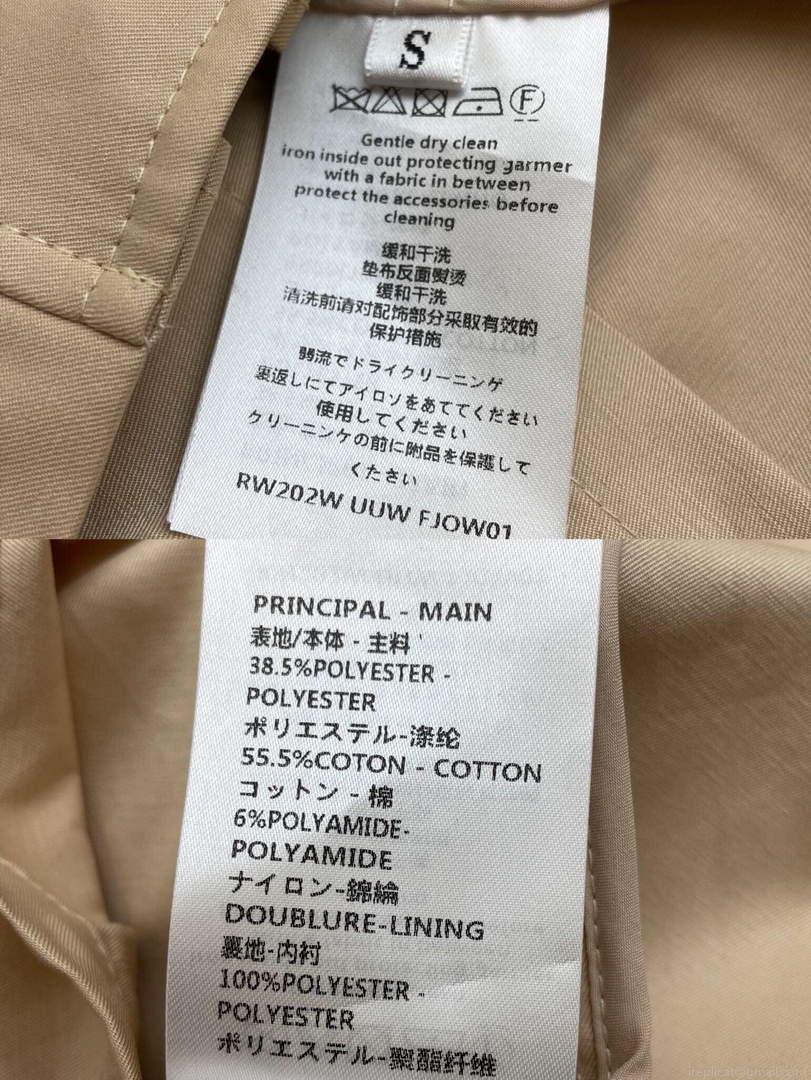 S
F
Gentle dry clean
iron inside out protecting garmer
with a fabric in between
protect the accessories before
cleaning
缓和干洗
垫布反面熨烫
缓和干洗
清洗前请对配饰部分采取有效的
保护措施
弱流でドライクリーニンゲ
裏返しにてアイロソをあててください
使用してください
クリーニンケの前に附品を保護して
くたさい
RW202W UUW FJOW01
PRINCIPAL - MAIN
表地/本体 - 主料
38.5%POLYESTER -
POLYESTER
ポリエステル-涤纶
55.5%COTON - COTTON
コットン - 棉
6%POLYAMIDE-
POLYAMIDE
ナイロン-錦綸
DOUBLURE-LINING
裏地-内衬
100%POLYESTER -
POLYESTER
ポリエステル-聚酯纤维